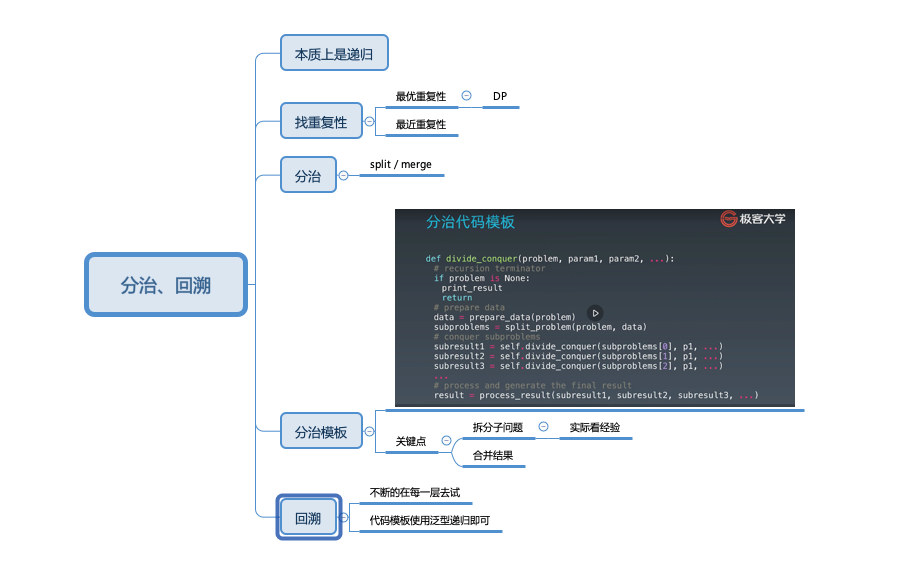 本质上是递归
最优重复性
DP
找重复性
最近重复性
split / merge
分治
分治代码模板
极客大学
def divide_conquer(problem, param1, param2, ...):
# recursion terminator
if problem is None:
print_result
return
# prepare data
data = prepare_data(problem)
subproblems = split_problem(problem, data)
# conquer subproblems
subresult1 = self.divide_conquer(subproblems[0], p1, ...)
subresult2 = self.divide_conquer(subproblems[1], p1, ...)
subresult3 = self.divide_conquer(subproblems[2], p1, ...)
...
# process and generate the final result
result = process_result(subresult1, subresult2, subresult3, ...)
分治、回溯
分治模板
关键点
拆分子问题
实际看经验
合并结果
回溯
不断的在每一层去试
代码模板使用泛型递归即可